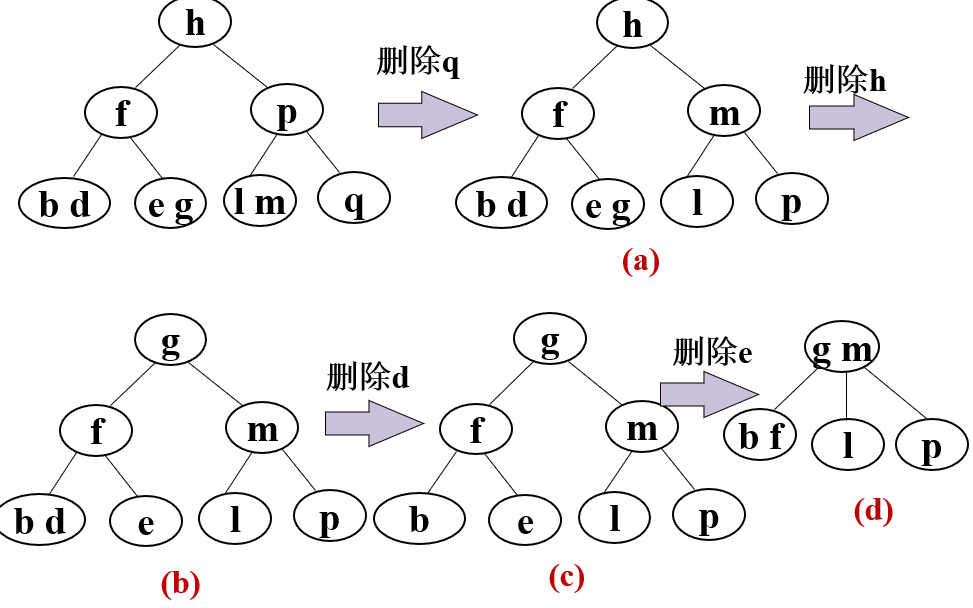 h
f
p
b d
e g
l m
q
删除q
h
f
m
b d
e g
l
p
(a)
删除h
g
f
m
b d
e
l
p
(b)
删除d
g
f
m
b
e
l
p
(c)
删除e
g m
b f
l
p
(d)